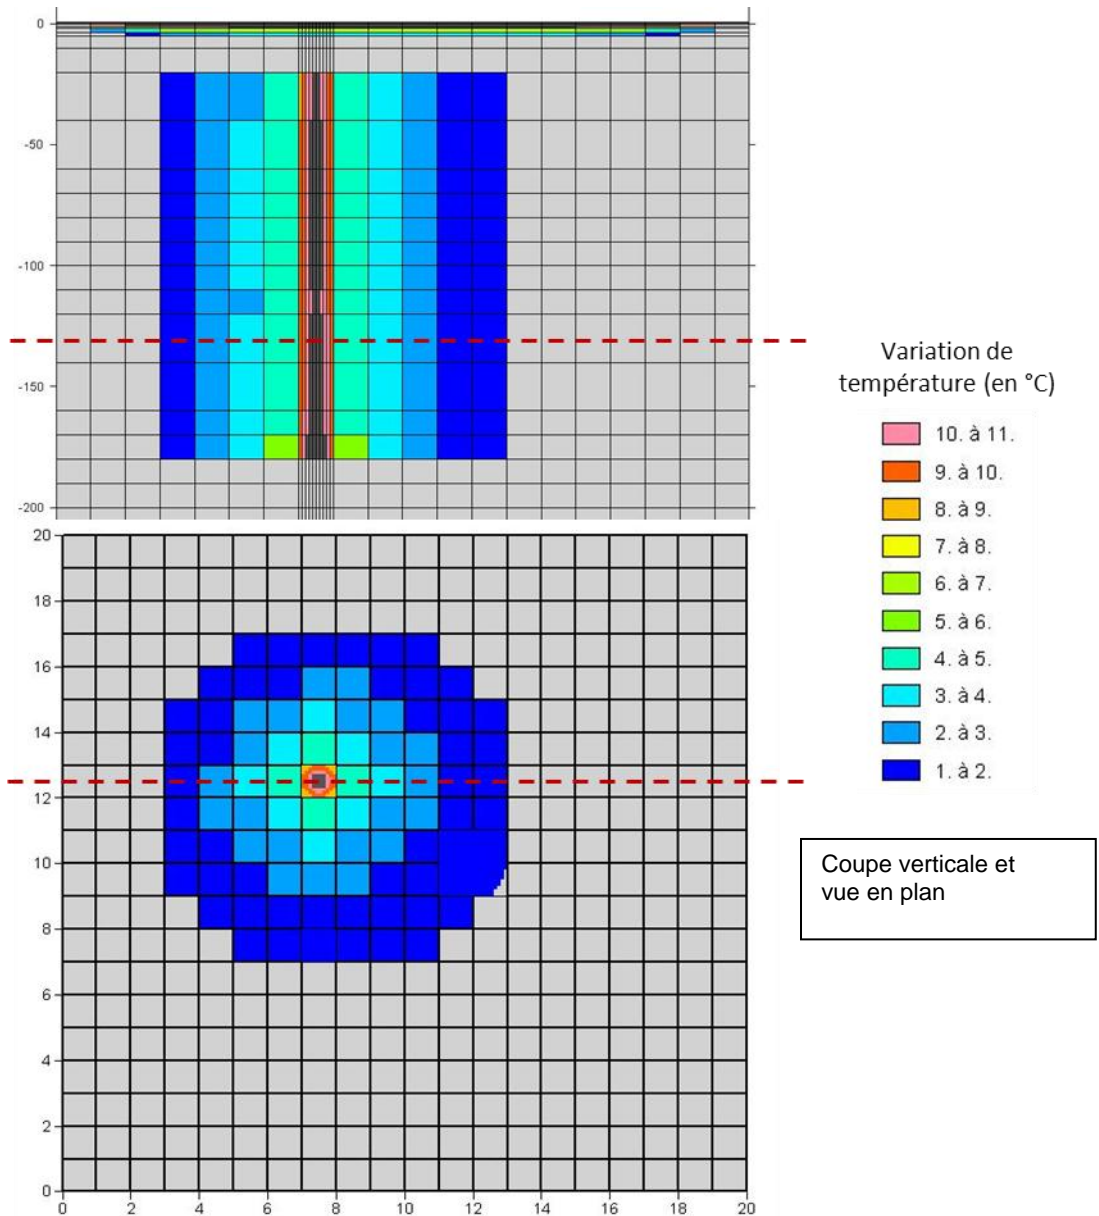 0
-50
-100
-150
-200
Variation de
température (en °C)
10. à 11.
9. à 10.
8. à 9.
7. à 8.
6. à 7.
5. à 6.
4. à 5.
3. à 4.
2. à 3.
1. à 2.
20
18
16
14
12
10
8
6
4
2
0
0 2 4 6 8 10 12 14 16 18 20
Coupe verticale et
vue en plan